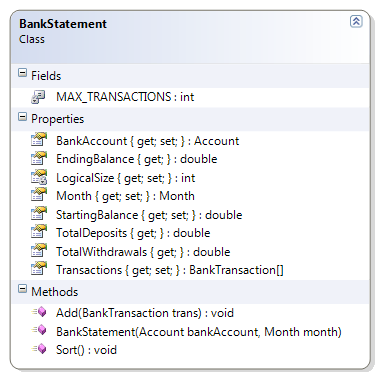 BankStatement
Class
Fields
MAX_TRANSACTIONS : int
Properties
BankAccount { get; set; } : Account
EndingBalance { get; } : double
LogicalSize { get; set; } : int
Month { get; set; } : Month
StartingBalance { get; set; } : double
TotalDeposits { get; } : double
TotalWithdrawals { get; } : double
Transactions { get; set; } : BankTransaction[]
Methods
Add(BankTransaction trans) : void
BankStatement(Account bankAccount, Month month)
Sort() : void